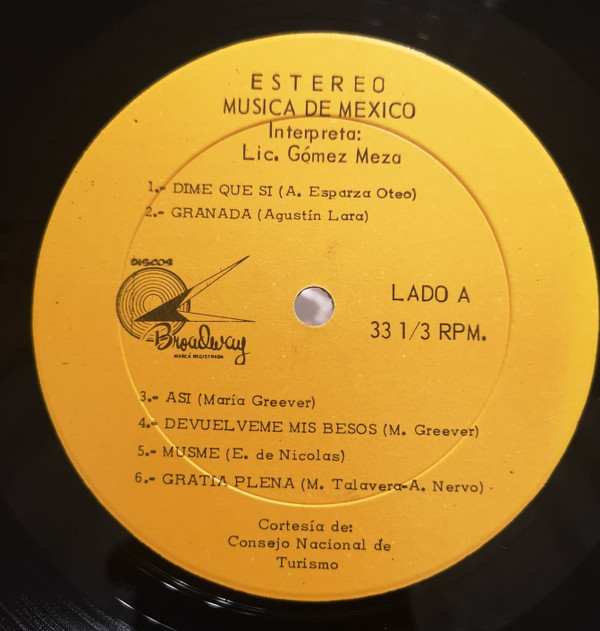 ESTEREO
MUSICA DE MEXICO
Interpreta:
Lic. Gómez Meza
1.- DIME QUE SI (A. Esparza Oteo)
2.- GRANADA (Agustín Lara)
DISCOS
Broadway
MARCA REGISTRADA
LADO A
33 1/3 RPM.
3.- ASI (María Greever)
4.- DEVUELVEME MIS BESOS (M. Greever)
5.- MUSME (E. de Nicolas)
6.- GRATIA PLENA (M. Talavera-A. Nervo)
Cortesía de:
Consejo Nacional de
Turismo